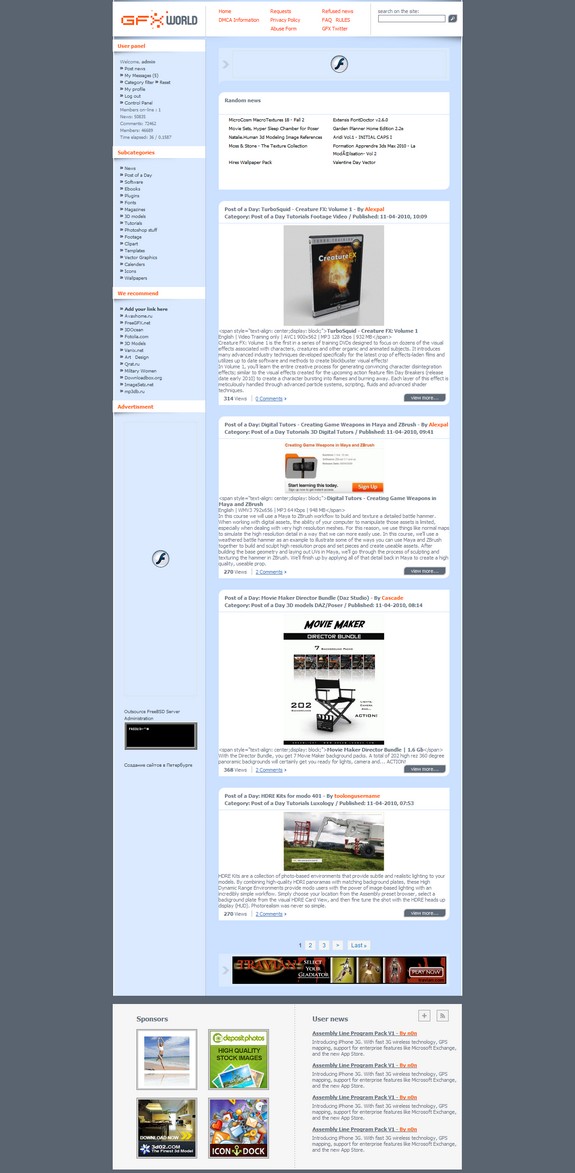 GFXWORLD
Home
DMCA Information
Requests
Privacy Policy
Abuse Form
Refused news
FAQ RULES
GFX Twitter
search on the site:
User panel
Welcome, admin
» Post news
» My Messages (1)
» Category filter » Reset
» My profile
» Log out
» Control Panel
Members on-line : 1
Comments: 72462
Subcategories
» News
» Post of a Day
» Software
» Ebooks
» Plugins
» Fonts
» Magazines
» 3D models
» Tutorials
» Photoshop stuff
» Footage
» Clipart
» Templates
» Vector Graphics
» Calendars
» Icons
» Wallpapers
We recommend
» Add your link here
» Avaxhome.ru
» FreeGFX.net
» 3DOcean
» Fotolia.com
» 3D Models
» Art Design
» Qrat.ru
» Military Women
» Downloadbox.org
» ImageSeb.net
» mp3db.ru
Advertisment
Outsource FreeBSD Server
Administration
Создание сайтов в Петербурге
Random news
MicroCosm MacroTextures 18 - Fall 2
Movie Sets, Hyper Sleep Chamber for Poser
Natalie.Human 3d Modeling Image References
Moss & Stone - The Texture Collection
Hires Wallpaper Pack
Extensis FontDoctor v3.6.0
Garden Planner Home Edition 2.2x
Aridi Vol.1 - INITIAL CAPS I
Formation Apprendre 3ds Max 2010 - La
ModÃ©lisation- Vol 2
Valentine Day Vector
Post of a Day: TurboSquid - Creature FX: Volume 1 - By Alexpal
Category: Post of a Day Tutorials Footage Video / Published: 11-04-2010, 10:09
CreatureFX
<span style="text-align: center;display: block;">TurboSquid - Creature FX: Volume 1
English | Video Training only | AVC1 900x562 | MP3 128 Kbps | 932 MB</span>
Creature FX: Volume 1 is the first in a series of training DVDs designed to focus on dozens of the visual
effects associated with characters, creatures and other organic and animated subjects. It introduces
many advanced industry techniques developed specifically for the latest crop of effects-laden films and
utilizes up to date software and methods to create blockbuster visual effects!
In Volume 1, you'll learn the entire creative process for generating convincing character disintegration
effects; similar to the visual effects created for the upcoming action feature film Day Breakers (release
date early 2010) to create a character bursting into flames and burning away. Each layer of this effect is
meticulously handled through advanced particle systems, scripting, fluids and advanced shader
techniques.
314 Views | 0 Comments »
view more...
Post of a Day: Digital Tutors - Creating Game Weapons in Maya and ZBrush - By Alexpal
Category: Post of a Day Tutorials 3D Digital Tutors / Published: 11-04-2010, 09:41
Creating Game Weapons in Maya and ZBrush
Start learning this today.
Sign Up
<span style="text-align: center;display: block;">Digital Tutors - Creating Game Weapons in
Maya and ZBrush
English | WMV3 792x656 | MP3 64 Kbps | 948 MB</span>
In this course we will use a Maya to ZBrush workflow to build and texture a detailed battle hammer.
When working with digital assets, the ability of your computer to manipulate those assets is limited,
especially when dealing with very high resolution meshes. For this reason, we use things like normal maps
to simulate the high resolution detail in a way that we can more easily use. In this course, we'll use a
weathered battle hammer as an example to illustrate some of the ways you can use Maya and ZBrush
together to build and sculpt high resolution props and set pieces and create useable assets. After
building the base geometry and laying out UVs in Maya, we'll go through the process of sculpting and
texturing the hammer in ZBrush. We'll finish up by applying all of that detail back in Maya to create a high
quality, useable prop.
270 Views | 2 Comments »
view more...
Post of a Day: Movie Maker Director Bundle (Daz Studio) - By Cascade
Category: Post of a Day 3D models DAZ/Poser / Published: 11-04-2010, 08:14
MOVIE MAKER
DIRECTOR BUNDLE
7 Background Packs
202
LIGHTS
CAMERA
ACTION!
<span style="text-align: center;display: block;">Movie Maker Director Bundle | 1.6 Gb</span>
With the Director Bundle, you get 7 Movie Maker background packs. A total of 202 high res 360 degree
panoramic backgrounds will certainly get you ready for lights, camera and... ACTION!
368 Views | 2 Comments »
view more...
Post of a Day: HDRE Kits for modo 401 - By toolongusername
Category: Post of a Day Tutorials Luxology / Published: 11-04-2010, 07:53
HDRE Kits are a collection of photo-based environments that provide subtle and realistic lighting to your
models. By combining high-quality HDRI panoramas with matching background plates, these High
Dynamic Range Environments provide modo users with the power of image-based lighting with an
incredibly simple workflow. Simply choose your location from the Assembly preset browser, select a
background plate from the visual HDRE Card View, and then fine tune the shot with the HDRE heads up
display (HUD). Photorealism was never so simple.
270 Views | 2 Comments »
view more...
1 2 3 » Last »
SELECT
YOUR
GLADIATOR
PLAY NOW
Sponsors
depositphotos
HIGH QUALITY
STOCK IMAGES
DOWNLOAD NOW
3d02.COM
The Finest 3d Model
ICON DOCK
User news
Assembly Line Program Pack V1 - By nlm
Introducing iPhone 3G. With fast 3G wireless technology, GPS
mapping, support for enterprise features like Microsoft Exchange,
and the new App Store.
Assembly Line Program Pack V1 - By nlm
Introducing iPhone 3G. With fast 3G wireless technology, GPS
mapping, support for enterprise features like Microsoft Exchange,
and the new App Store.
Assembly Line Program Pack V1 - By nlm
Introducing iPhone 3G. With fast 3G wireless technology, GPS
mapping, support for enterprise features like Microsoft Exchange,
and the new App Store.
Assembly Line Program Pack V1 - By nlm
Introducing iPhone 3G. With fast 3G wireless technology, GPS
mapping, support for enterprise features like Microsoft Exchange,
and the new App Store.